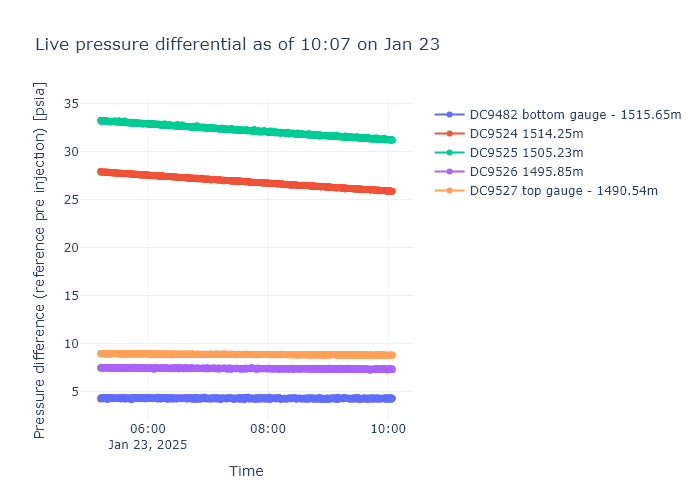 Live pressure differential as of 10:07 on Jan 23
Pressure difference (reference pre injection) [psia]
35
30
25
20
15
10
5
06:00
Jan 23, 2025
08:00
10:00
Time
DC9482 bottom gauge - 1515.65m
DC9524 1514.25m
DC9525 1505.23m
DC9526 1495.85m
DC9527 top gauge - 1490.54m